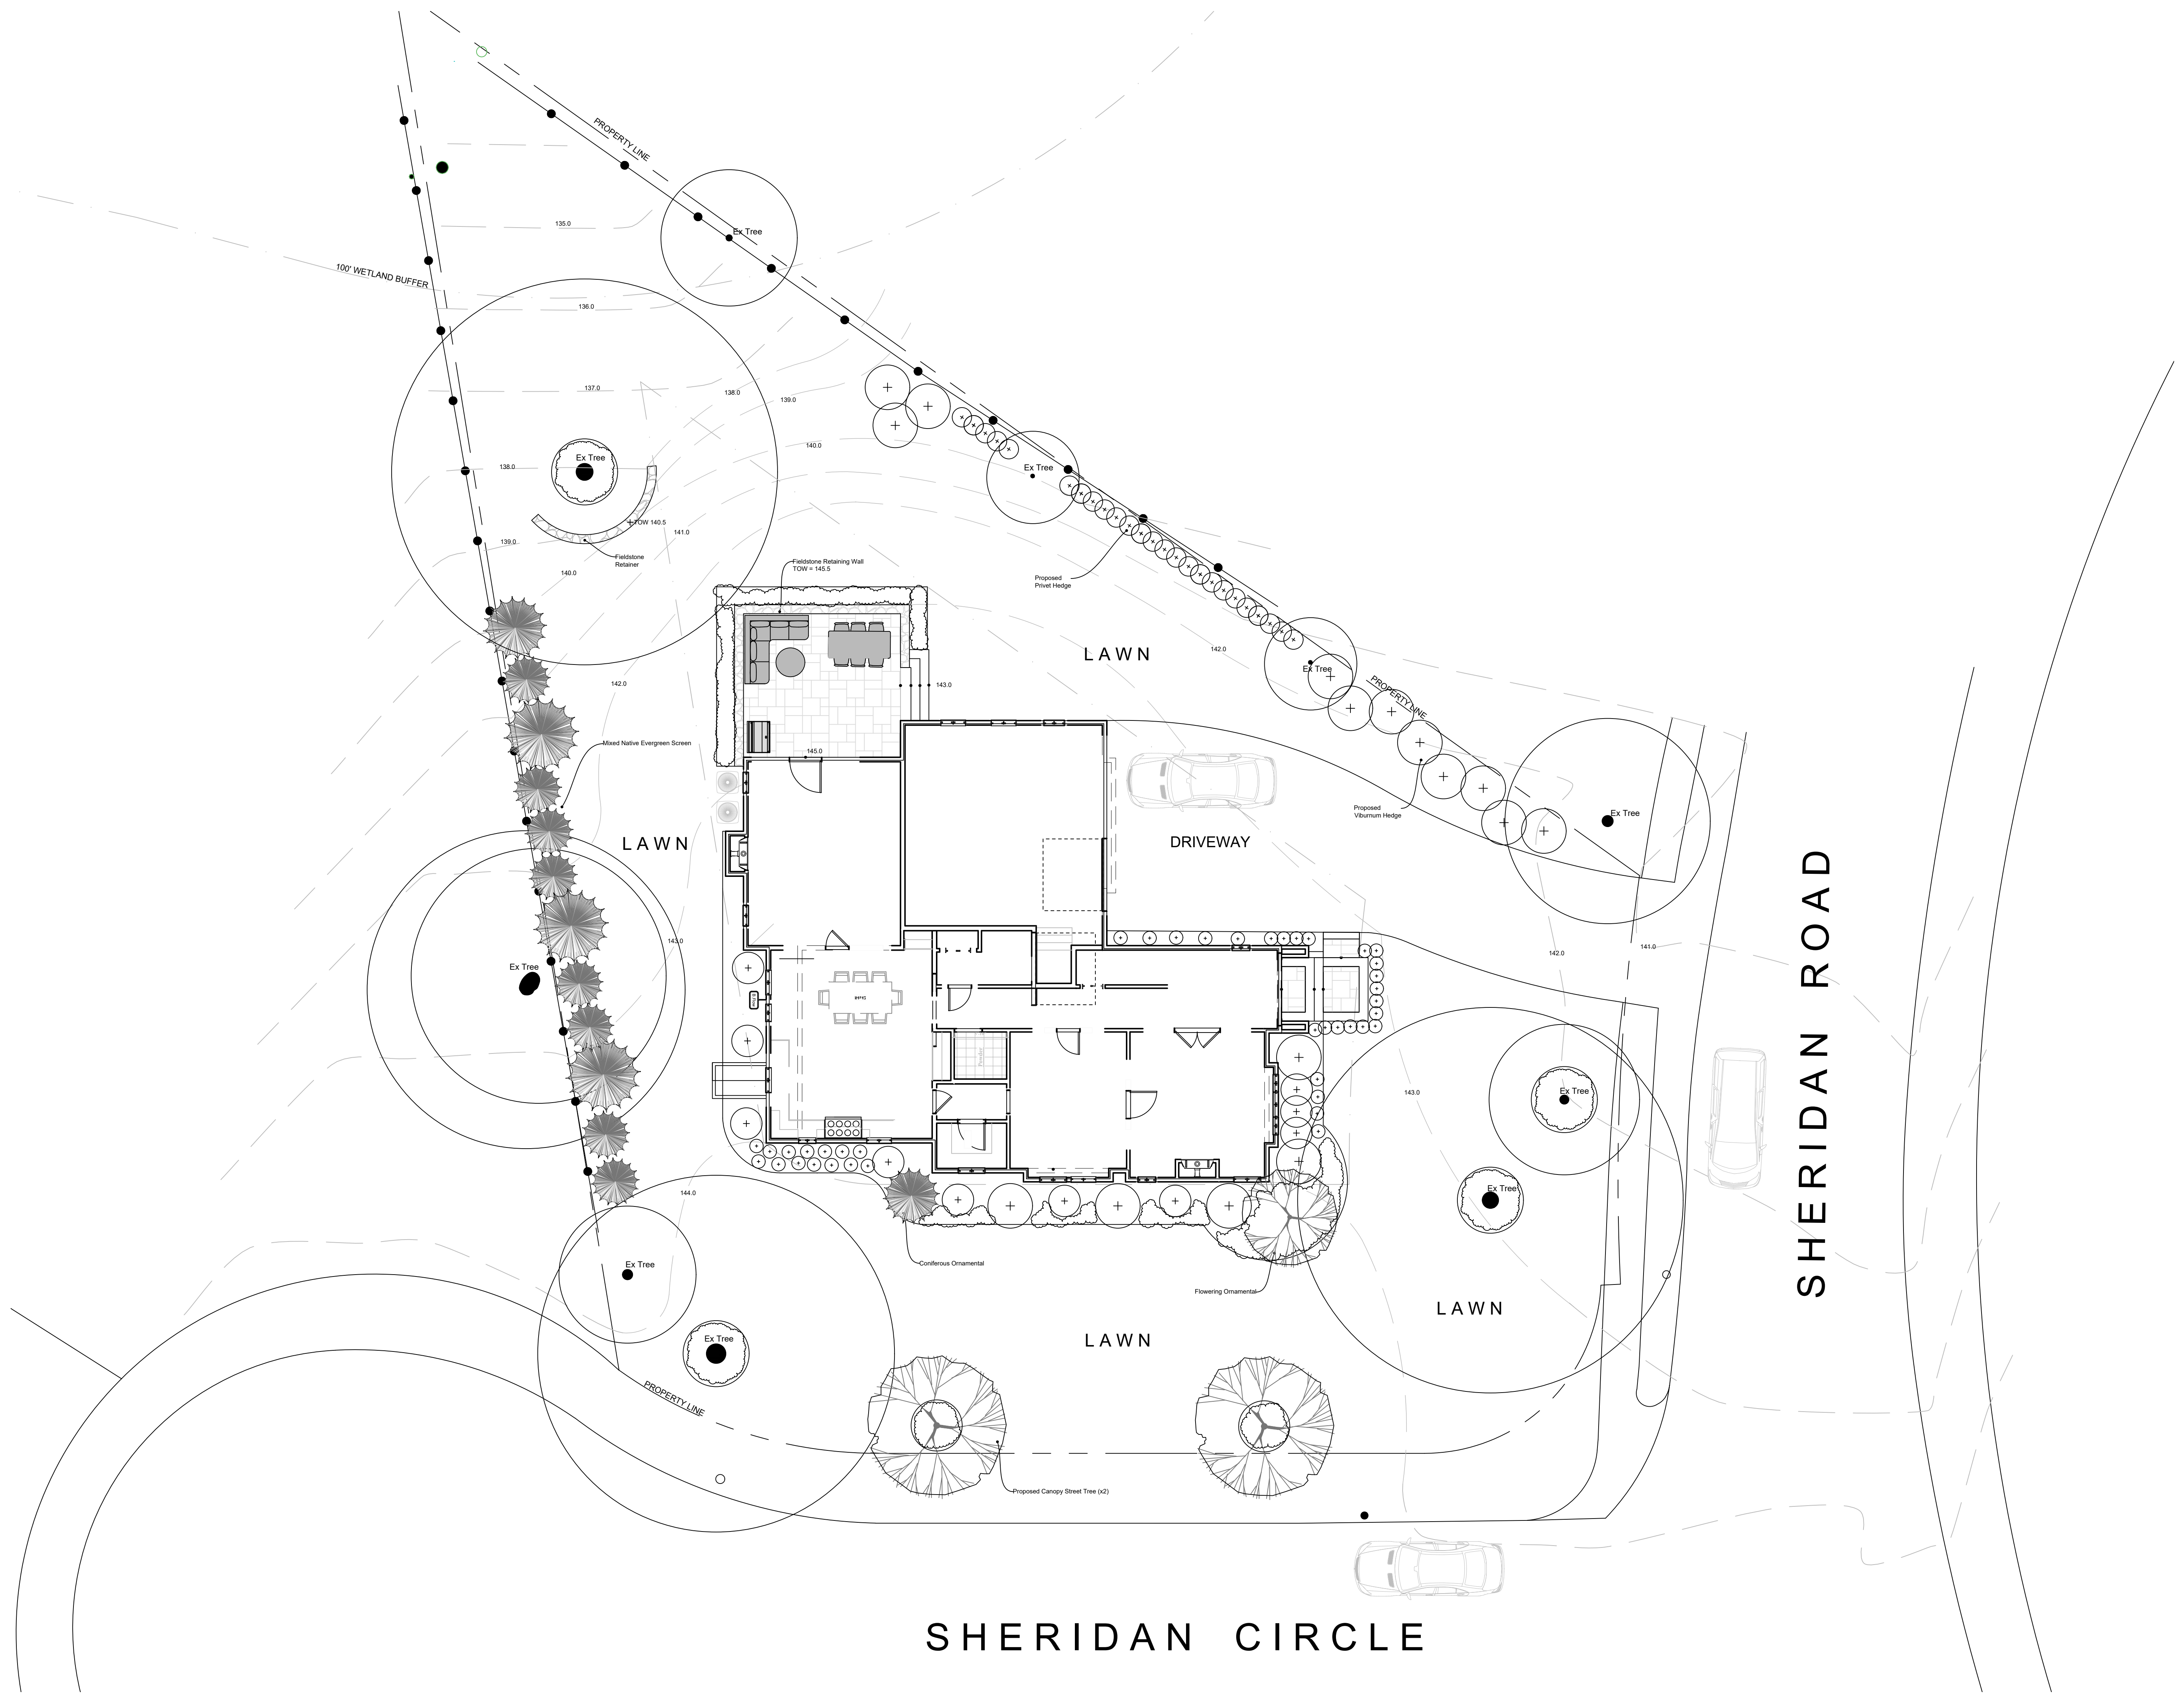 PROPERTY LINE
135.0
Ex Tree
100' WETLAND BUFFER
136.0
137.0
138.0
139.0
140.0
Ex Tree
138.0
Ex Tree
TOW 140.5
141.0
139.0
Fieldstone
Retainer
140.0
Fieldstone Retaining Wall
TOW = 145.5
Proposed
Privet Hedge
LAWN
142.0
Ex Tree
142.0
143.0
PROPERTY LINE
Mixed Native Evergreen Screen
145.0
Proposed
Viburnum Hedge
Ex Tree
LAWN
DRIVEWAY
143.0
142.0
141.0
Ex Tree
SHERIDAN ROAD
143.0
Ex Tree
Ex Tree
144.0
Ex Tree
Coniferous Ornamental
Flowering Ornamental
LAWN
Ex Tree
LAWN
PROPERTY LINE
Proposed Canopy Street Tree (x2)
SHERIDAN CIRCLE